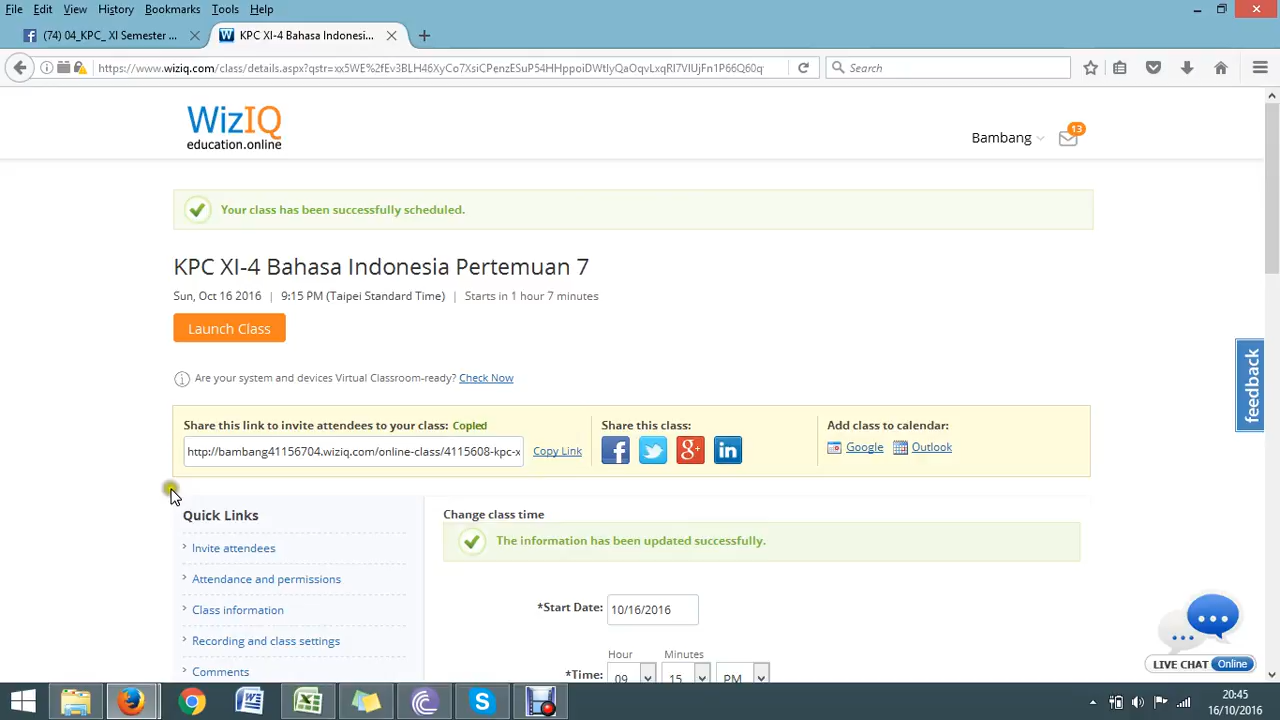 File Edit View History Bookmarks Tools Help
(74) 04_KPC_ XI Semester ...
KPC XI-4 Bahasa Indonesi...
https://www.wiziq.com/class/details.aspx?qstr=xx5WE%2fEv3BLH46XyCo7XsiCPenzESuP54HHppoiDWtlyQaOqvLxqRI7VIUjFn1P66Q60q
Search
WizIQ
education.online
Bambang
13
Your class has been successfully scheduled.
KPC XI-4 Bahasa Indonesia Pertemuan 7
Sun, Oct 16 2016 | 9:15 PM (Taipei Standard Time) | Starts in 1 hour 7 minutes
Launch Class
Are your system and devices Virtual Classroom-ready? Check Now
Share this link to invite attendees to your class: Copied
http://bambang41156704.wiziq.com/online-class/4115608-kpc-x
Copy Link
Share this class:
Add class to calendar:
Google
Outlook
feedback
Quick Links
Invite attendees
Attendance and permissions
Class information
Recording and class settings
Comments
Change class time
The information has been updated successfully.
*Start Date: 10/16/2016
Hour Minutes
*Time: 09 15 PM
LIVE CHAT Online
20:45
16/10/2016